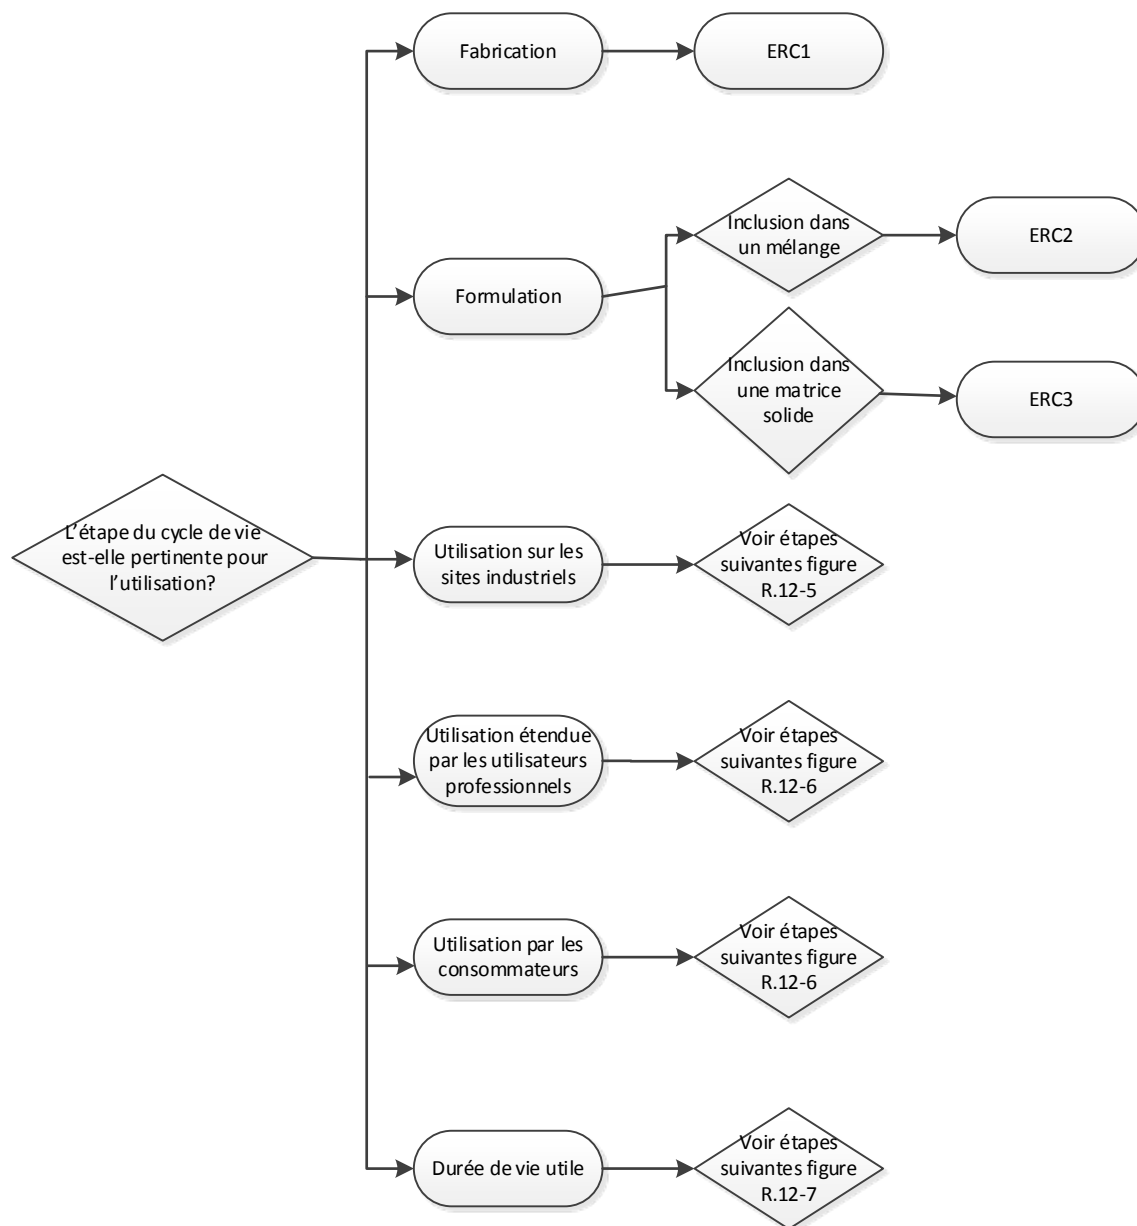 Fabrication
ERC1
Inclusion dans
un mélange
ERC2
Formulation
Inclusion dans
une matrice
solide
ERC3
L’étape du cycle de vie
est-elle pertinente pour
l’utilisation?
Utilisation sur les
sites industriels
Voir étapes
suivantes figure
R.12-5
Utilisation étendue
par les utilisateurs
professionnels
Voir étapes
suivantes figure
R.12-6
Utilisation par les
consommateurs
Voir étapes
suivantes figure
R.12-6
Durée de vie utile
Voir étapes
suivantes figure
R.12-7